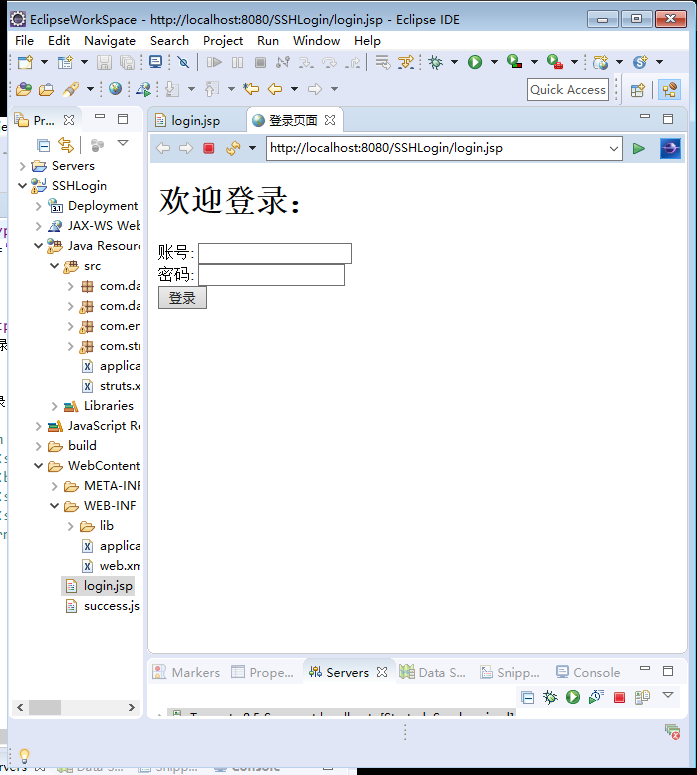 EclipseWorkSpace - http://localhost:8080/SSHLogin/login.jsp - Eclipse IDE
File Edit Navigate Search Project Run Window Help
Quick Access
Pr...
login.jsp
登录页面
http://localhost:8080/SSHLogin/login.jsp
Servers
SSHLogin
Deployment
JAX-WS Web
Java Resour
src
com.da
com.da
com.er
com.str
applica
struts.x
Libraries
JavaScript Re
build
WebContent
META-INF
WEB-INF
lib
applica
web.xm
login.jsp
success.js
欢迎登录：
账号:
密码:
登录
Markers Prope... Servers Data S... Snipp... Console